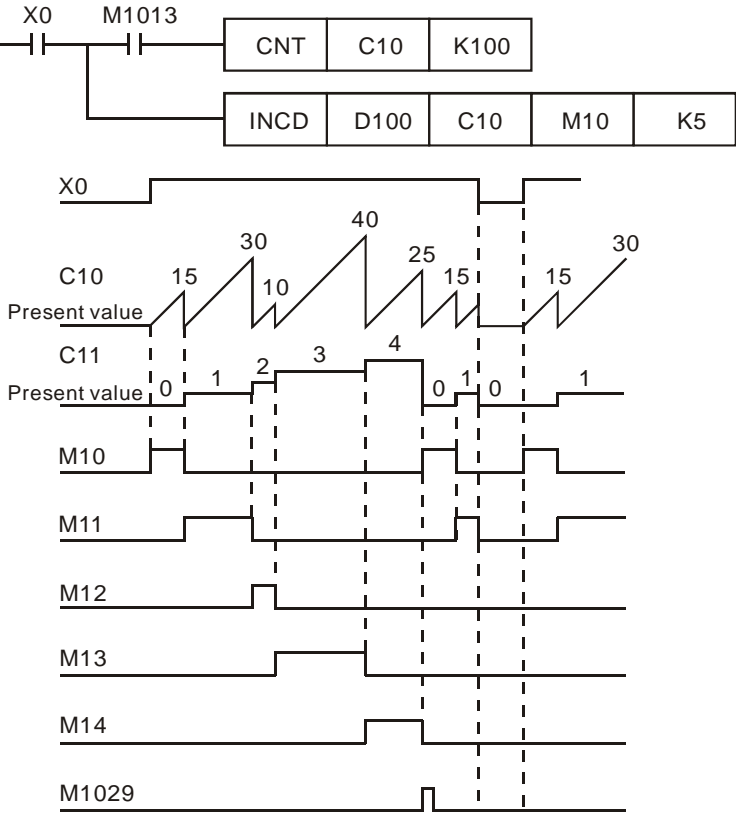 X0 M1013
CNT C10 K100
INCD D100 C10 M10 K5
X0
40
30 25 30
C10 15 10 15 15
Present value
C11
Present value 0 1 2 3 4 0 1 0 1
M10
M11
M12
M13
M14
M1029